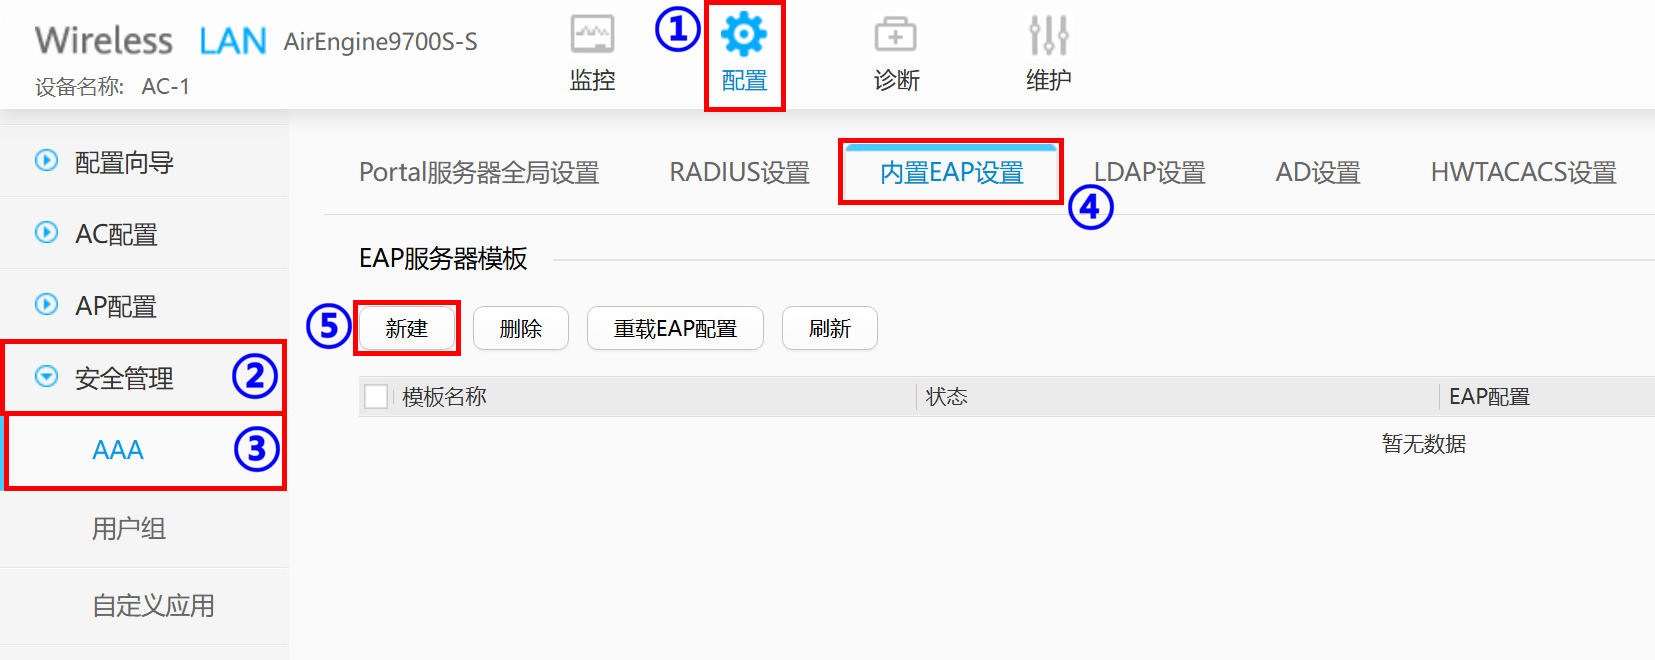 Wireless LAN AirEngine9700S-S
设备名称: AC-1
监控
① 配置
诊断
维护
配置向导
AC配置
AP配置
安全管理 ②
AAA ③
用户组
自定义应用
Portal服务器全局设置 RADIUS设置 内置EAP设置 ④ LDAP设置 AD设置 HWTACACS设置
EAP服务器模板
⑤ 新建 删除 重载EAP配置 刷新
模板名称 状态 EAP配置
暂无数据